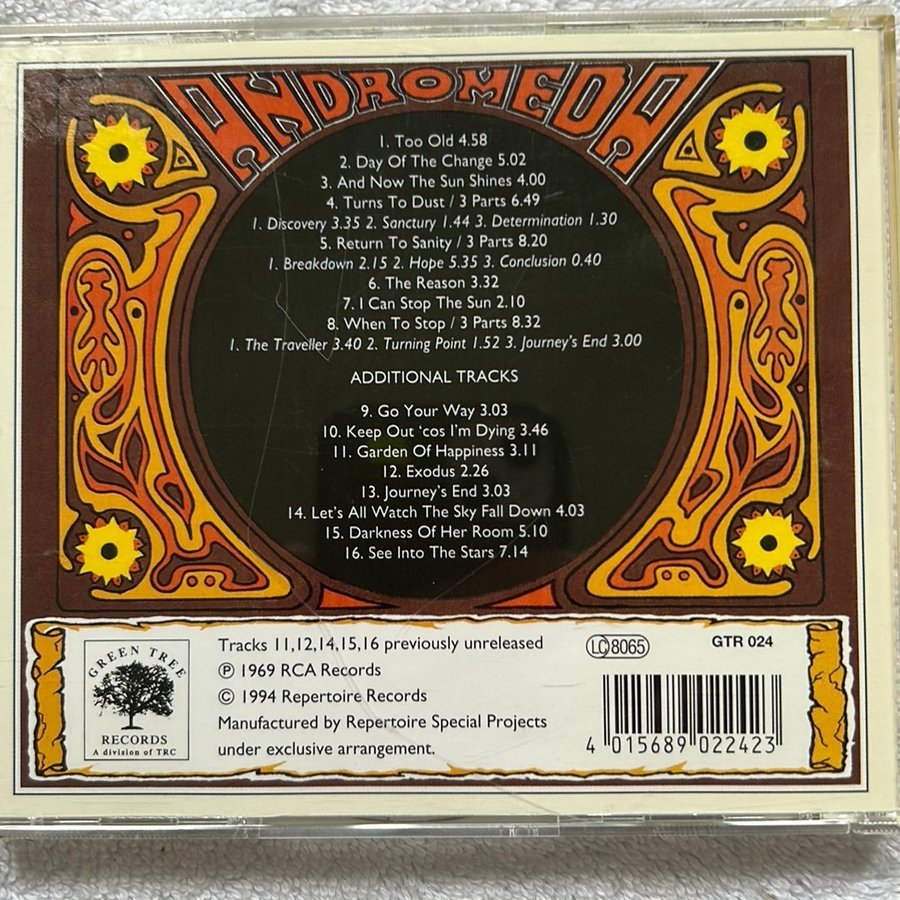 ANDROMEDA
1. Too Old 4.58
2. Day Of The Change 5.02
3. And Now The Sun Shines 4.00
4. Turns To Dust / 3 Parts 6.49
1. Discovery 3.35 2. Sanctury 1.44 3. Determination 1.30
5. Return To Sanity / 3 Parts 8.20
1. Breakdown 2.15 2. Hope 5.35 3. Conclusion 0.40
6. The Reason 3.32
7. I Can Stop The Sun 2.10
8. When To Stop / 3 Parts 8.32
1. The Traveller 3.40 2. Turning Point 1.52 3. Journey's End 3.00
ADDITIONAL TRACKS
9. Go Your Way 3.03
10. Keep Out 'cos I'm Dying 3.46
11. Garden Of Happiness 3.11
12. Exodus 2.26
13. Journey's End 3.03
14. Let's All Watch The Sky Fall Down 4.03
15. Darkness Of Her Room 5.10
16. See Into The Stars 7.14
GREEN TREE
RECORDS
A division of TRC
Tracks 11,12,14,15,16 previously unreleased
℗ 1969 RCA Records
© 1994 Repertoire Records
Manufactured by Repertoire Special Projects
under exclusive arrangement.
LC 8065
GTR 024
4 015689 022423